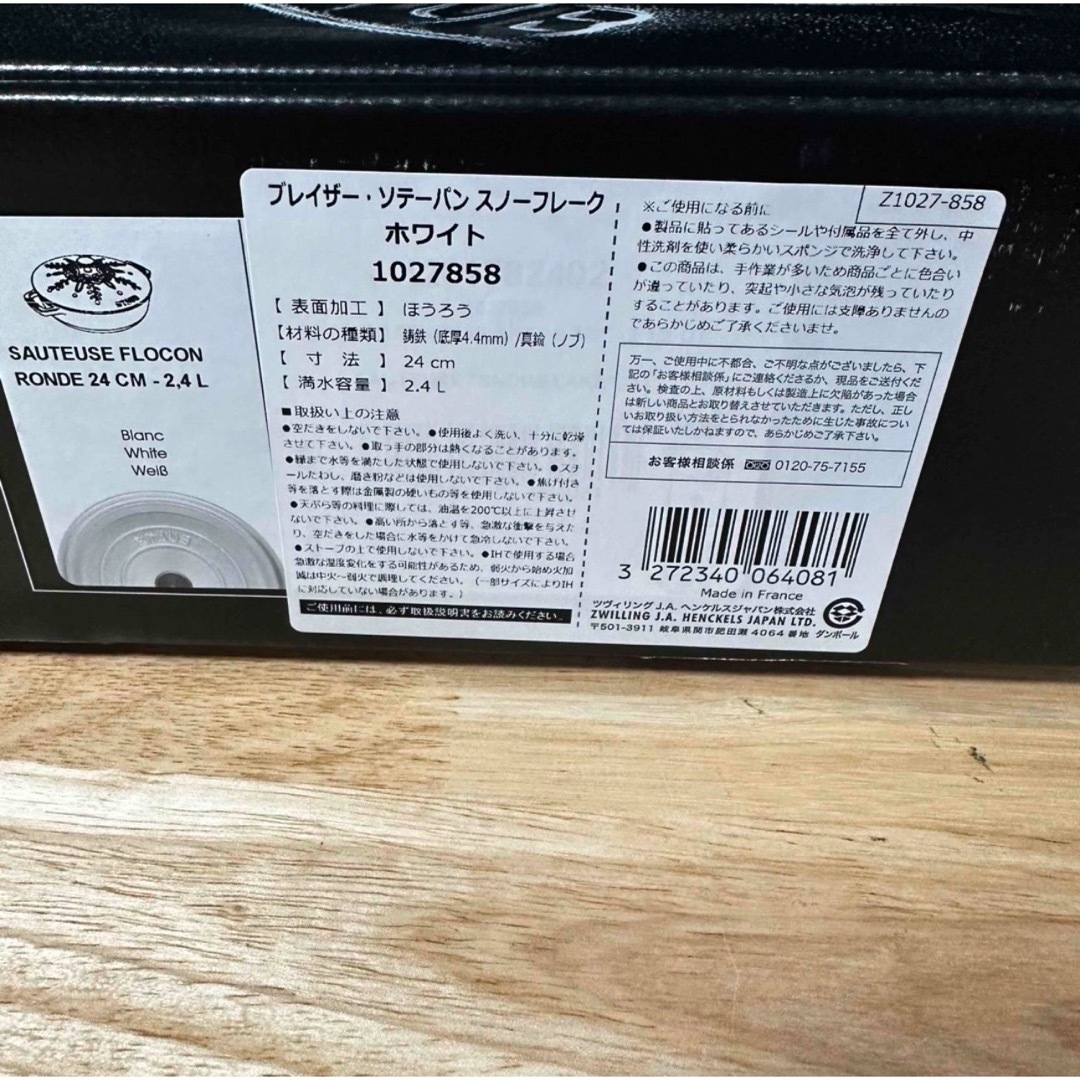 SAUTEUSE FLOCON
RONDE 24 CM - 2,4 L
Blanc
White
Weiß
STAUB
ブレイザー・ソテーパン スノーフレーク
ホワイト
1027858
【 表面加工 】 ほうろう
【材料の種類】 鋳鉄 (底厚4.4mm) /真鍮 (ノブ)
【 寸 法 】 24 cm
【 満水容量 】 2.4 L
■取扱い上の注意
●空だきをしないで下さい。●使用後よく洗い、十分に乾燥
させて下さい。●取っ手の部分は熱くなることがあります。
●縁まで水等を満たした状態で使用しないで下さい。●スチ
ールたわし、磨き粉などは使用しないで下さい。●焦げ付き
等を落とす際は金属製の硬いもの等を使用しないで下さい。
●天ぷら等の料理に際しては、油温を200℃以上に上昇させ
ないで下さい。●高い所から落とす等、急激な衝撃を与えた
り、空だきをした場合に水等をかけて急冷しないで下さい。
●ストーブの上で使用しないで下さい。●IHで使用する場合
急激な温度変化をする可能性があるため、弱火から始め火加
減は中火〜弱火で調理してください。(一部サイズによりIH
に対応していない場合があります。)
ご使用前には、必ず取扱説明書をお読みください。
Z1027-858
※ご使用になる前に
●製品に貼ってあるシールや付属品を全て外し、中
性洗剤を使い柔らかいスポンジで洗浄して下さい。
●この商品は、手作業が多いため商品ごとに色合い
が違っていたり、突起や小さな気泡が残っていたり
することがあります。ご使用には支障ありませんの
であらかじめご了承くださいませ。
万一、ご使用中に不都合、ご不明な点がございましたら、下
記の「お客様相談係」にご連絡くださるか、現品をご送付くだ
さい。検査の上、原材料もしくは製造上に欠陥があった場合
は新しい商品とお取り替えさせていただきます。ただし、正し
いお取り扱い方法をとられなかったために生じた事故につい
ては保証いたしかねますので、あらかじめご了承下さい。
お客様相談係 0120-75-7155
3 272340 064081
Made in France
ツヴィリング J.A. ヘンケルスジャパン株式会社
ZWILLING J.A. HENCKELS JAPAN LTD.
〒501-3911 岐阜県関市肥田瀬 4064 番地 ダンボール